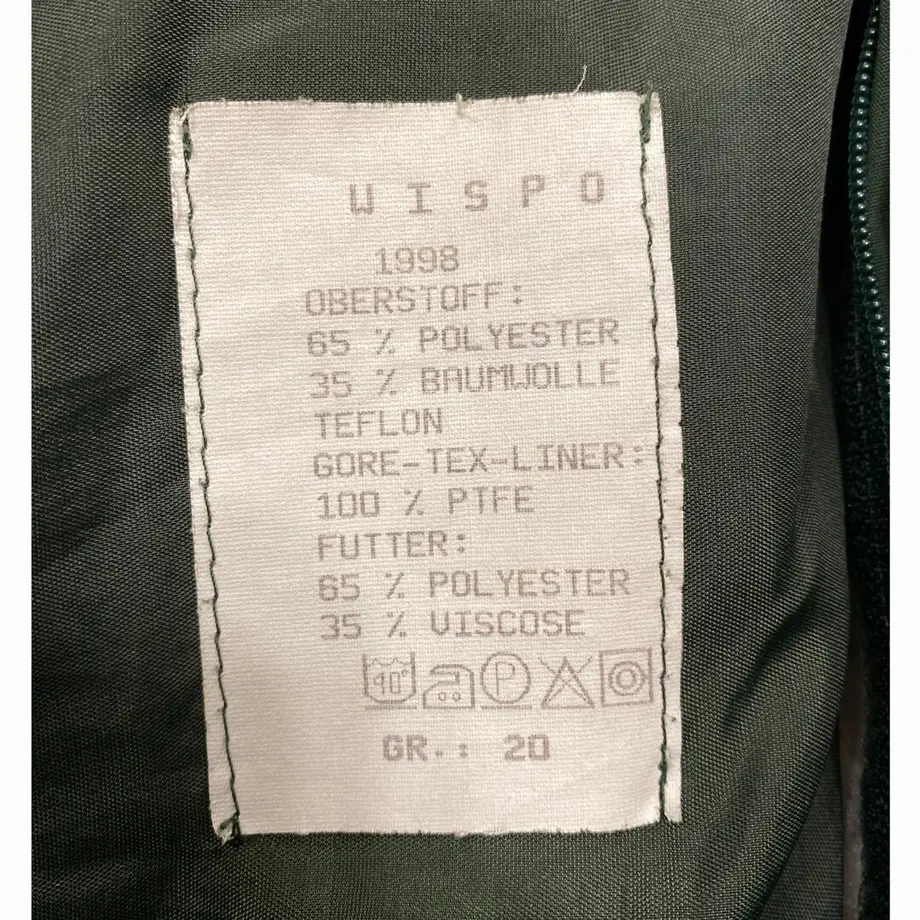 W I S P O
1998
OBERSTOFF:
65 % POLYESTER
35 % BAUMWOLLE
TEFLON
GORE-TEX-LINER:
100 % PTFE
FUTTER:
65 % POLYESTER
35 % VISCOSE
40° P
GR.: 20